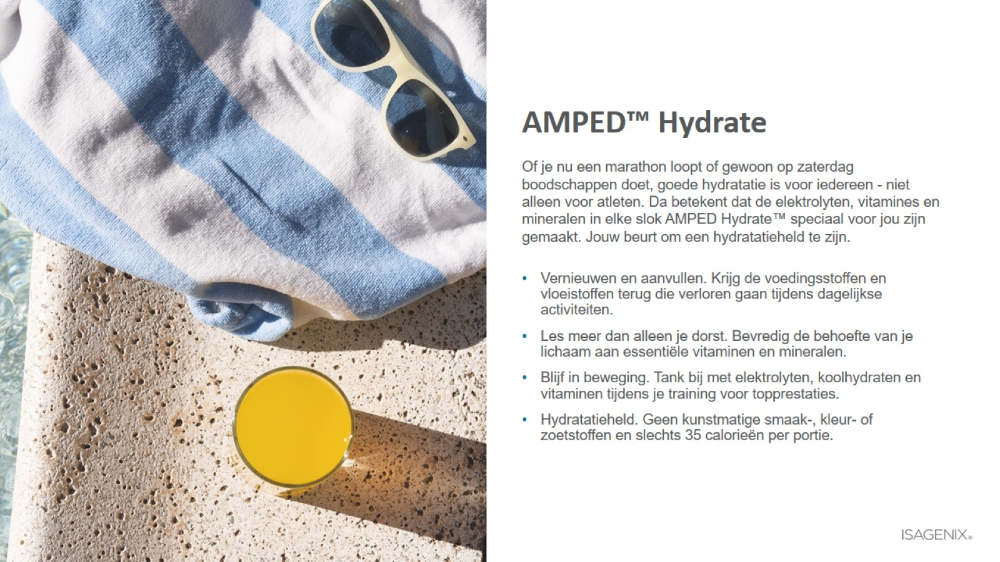 AMPED™ Hydrate
Of je nu een marathon loopt of gewoon op zaterdag
boodschappen doet, goede hydratatie is voor iedereen - niet
alleen voor atleten. Da betekent dat de elektrolyten, vitamines en
mineralen in elke slok AMPED Hydrate™ speciaal voor jou zijn
gemaakt. Jouw beurt om een hydratatieheld te zijn.
• Vernieuwen en aanvullen. Krijg de voedingsstoffen en
vloeistoffen terug die verloren gaan tijdens dagelijkse
activiteiten.
• Les meer dan alleen je dorst. Bevredig de behoefte van je
lichaam aan essentiële vitaminen en mineralen.
• Blijf in beweging. Tank bij met elektrolyten, koolhydraten en
vitaminen tijdens je training voor topprestaties.
• Hydratatieheld. Geen kunstmatige smaak-, kleur- of
zoetstoffen en slechts 35 calorieën per portie.
ISAGENIX®